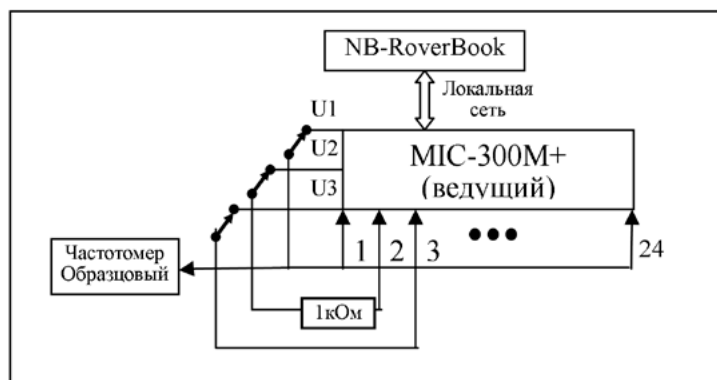 NB-RoverBook
Локальная
сеть
U1
U2
U3
MIC-300M+
(ведущий)
Частотомер
Образцовый
1
2
3
24
1кОм